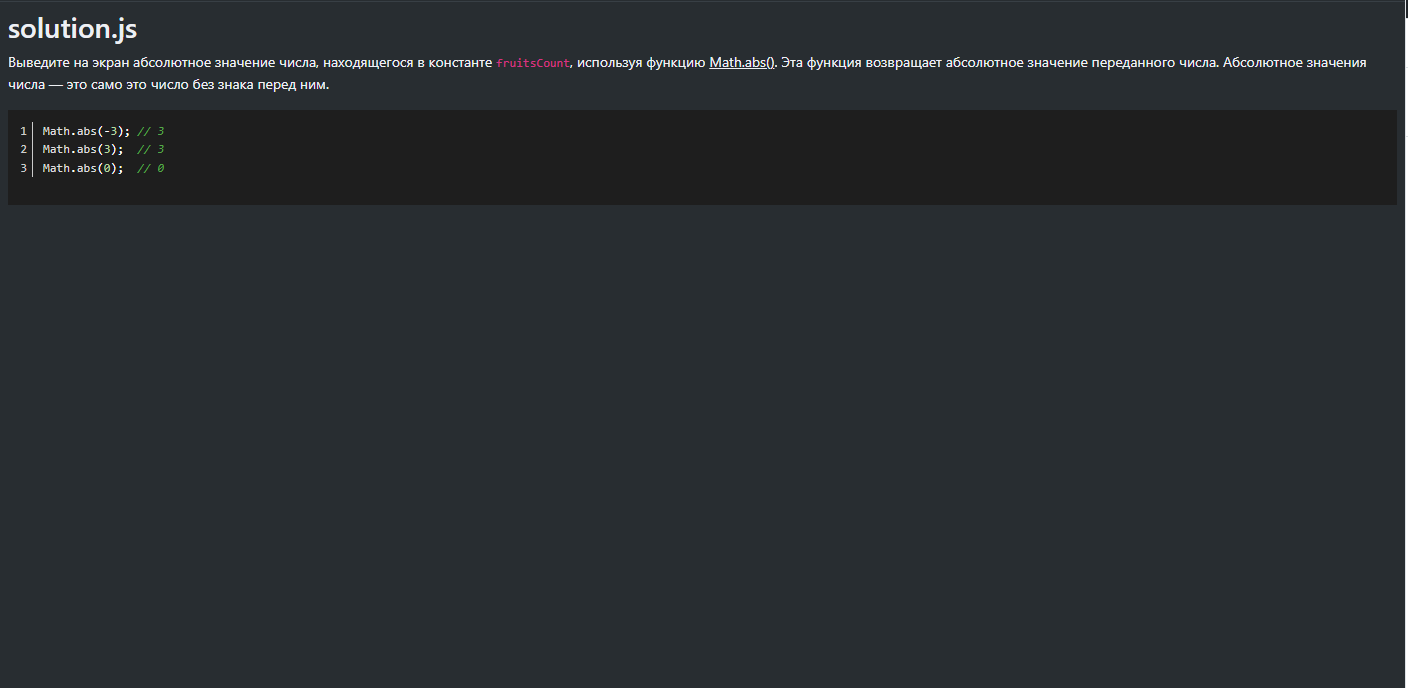 solution.js
Выведите на экран абсолютное значение числа, находящегося в константе fruitsCount, используя функцию Math.abs(). Эта функция возвращает абсолютное значение переданного числа. Абсолютное значения
числа — это само это число без знака перед ним.
1 Math.abs(-3); // 3
2 Math.abs(3);  // 3
3 Math.abs(0);  // 0